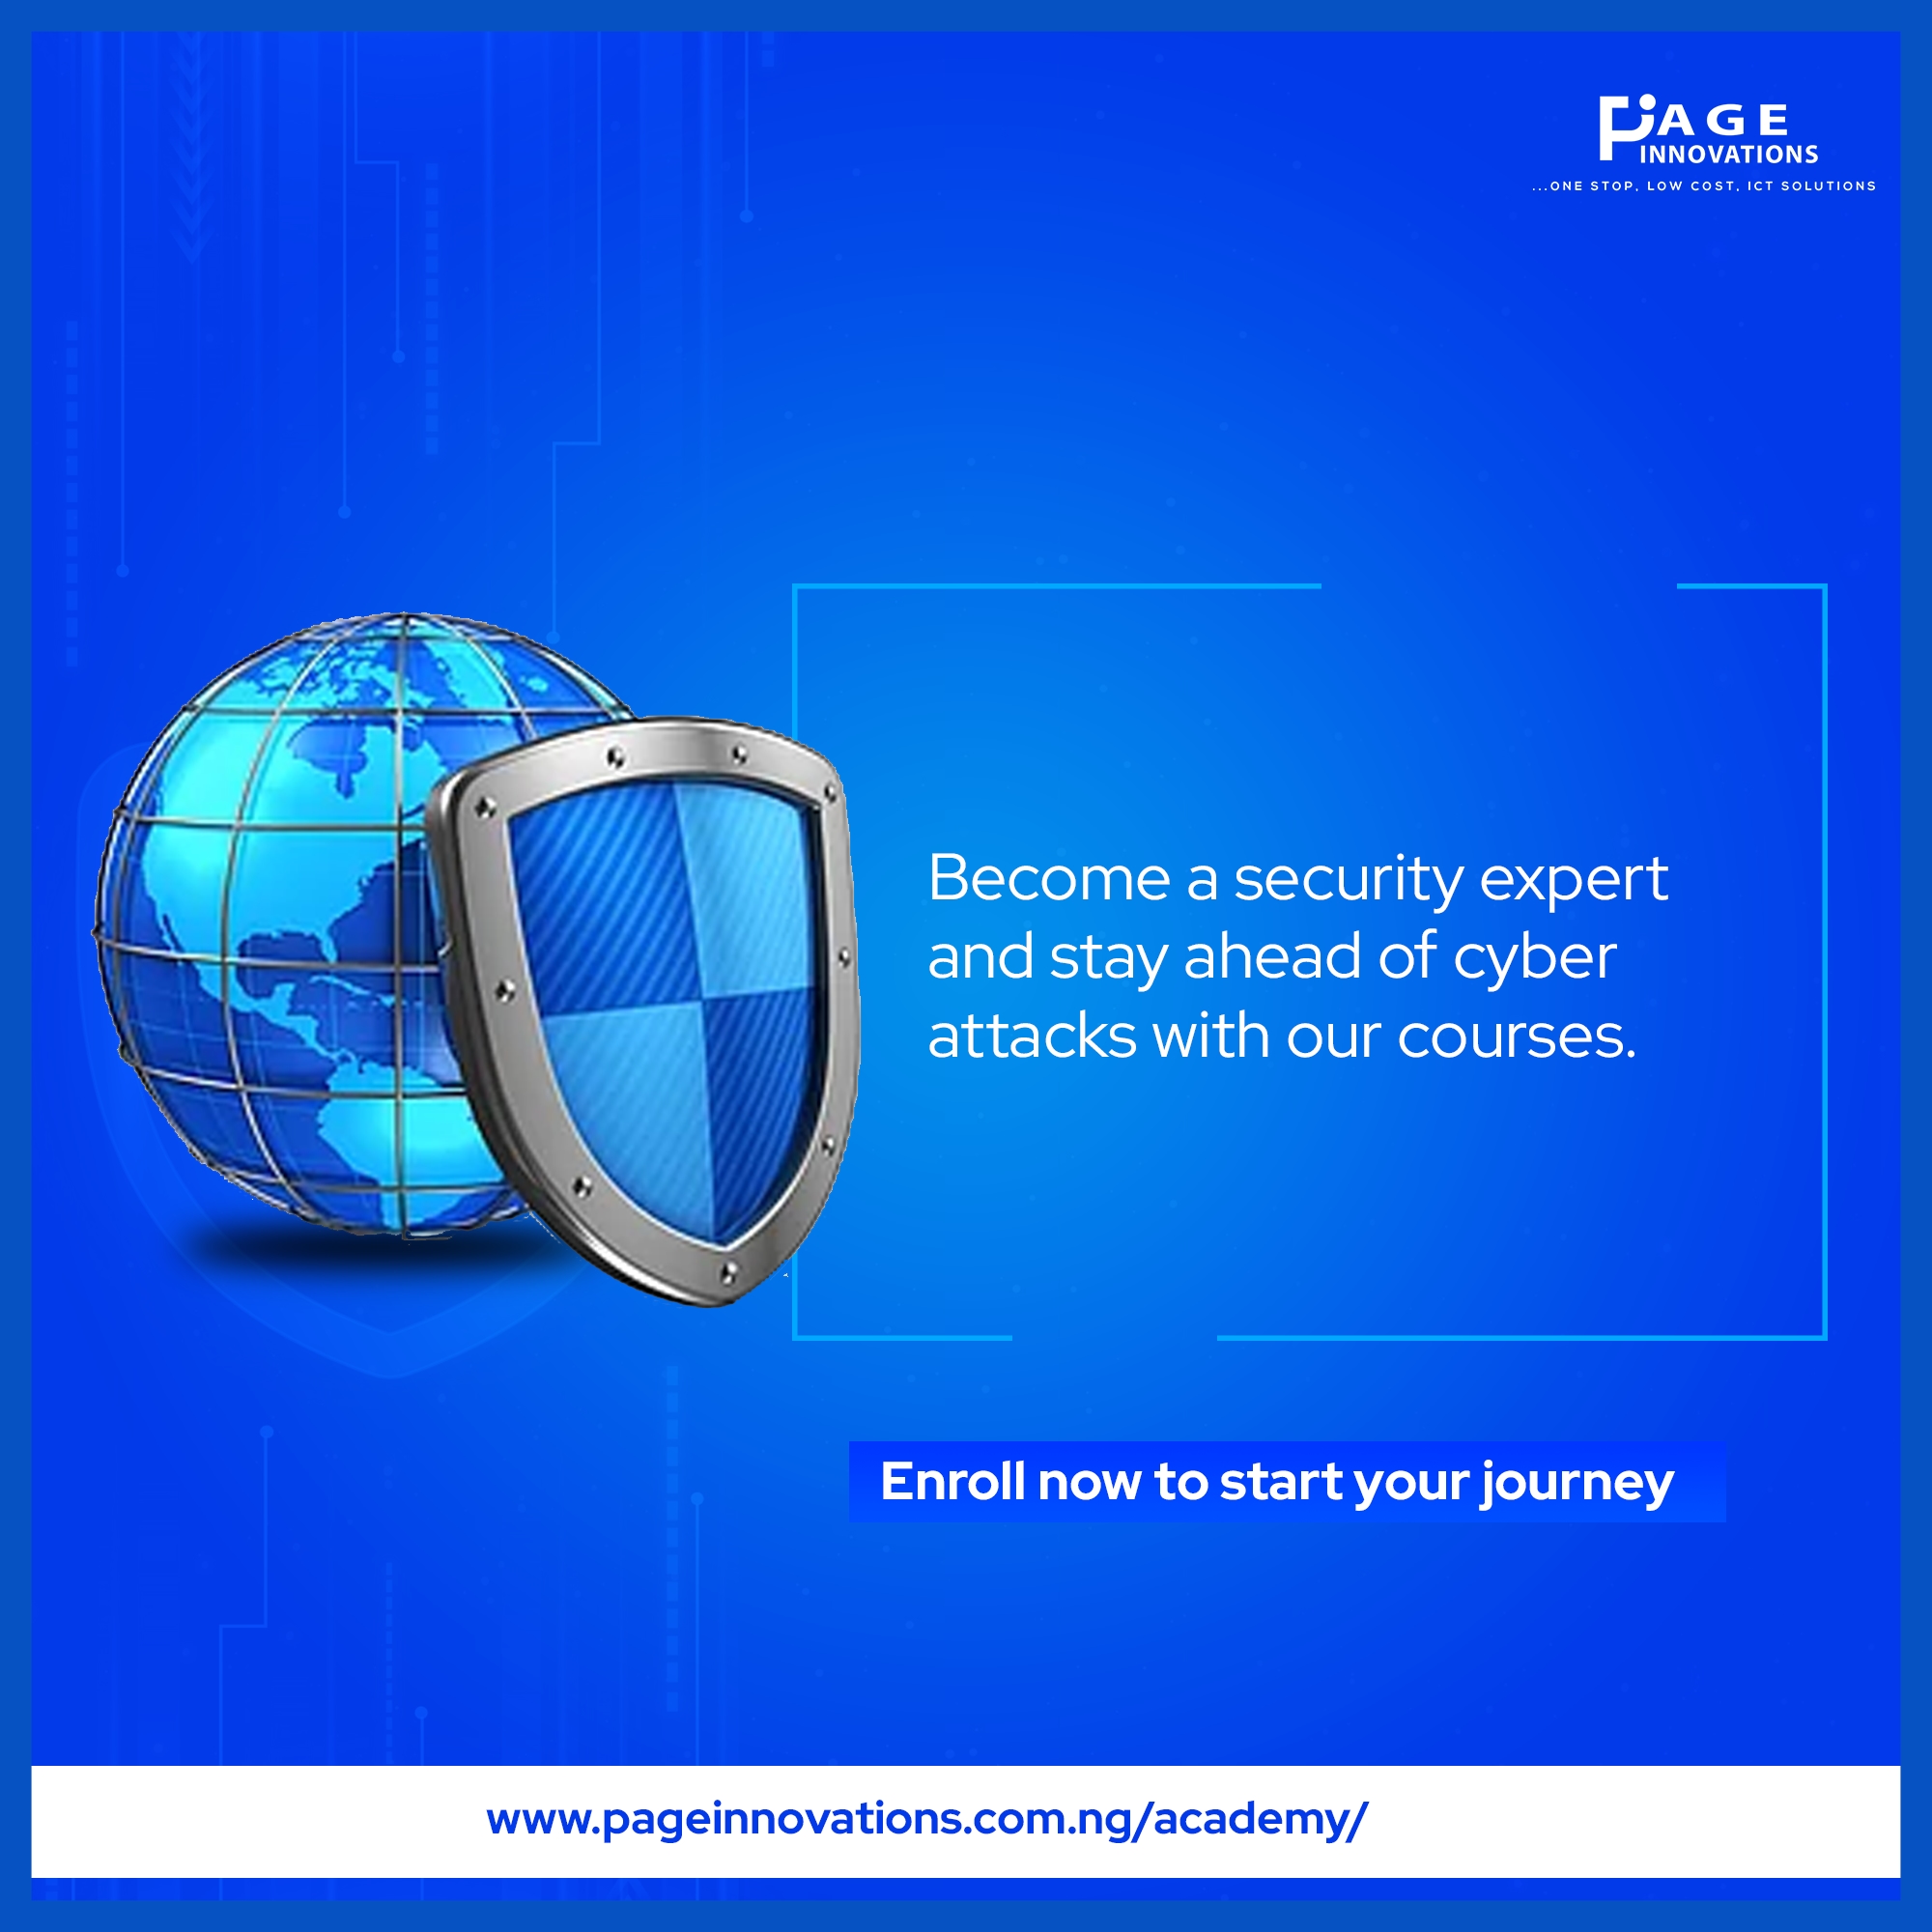 PAGE
INNOVATIONS
...ONE STOP, LOW COST, ICT SOLUTIONS
Become a security expert
and stay ahead of cyber
attacks with our courses.
Enroll now to start your journey
www.pageinnovations.com.ng/academy/